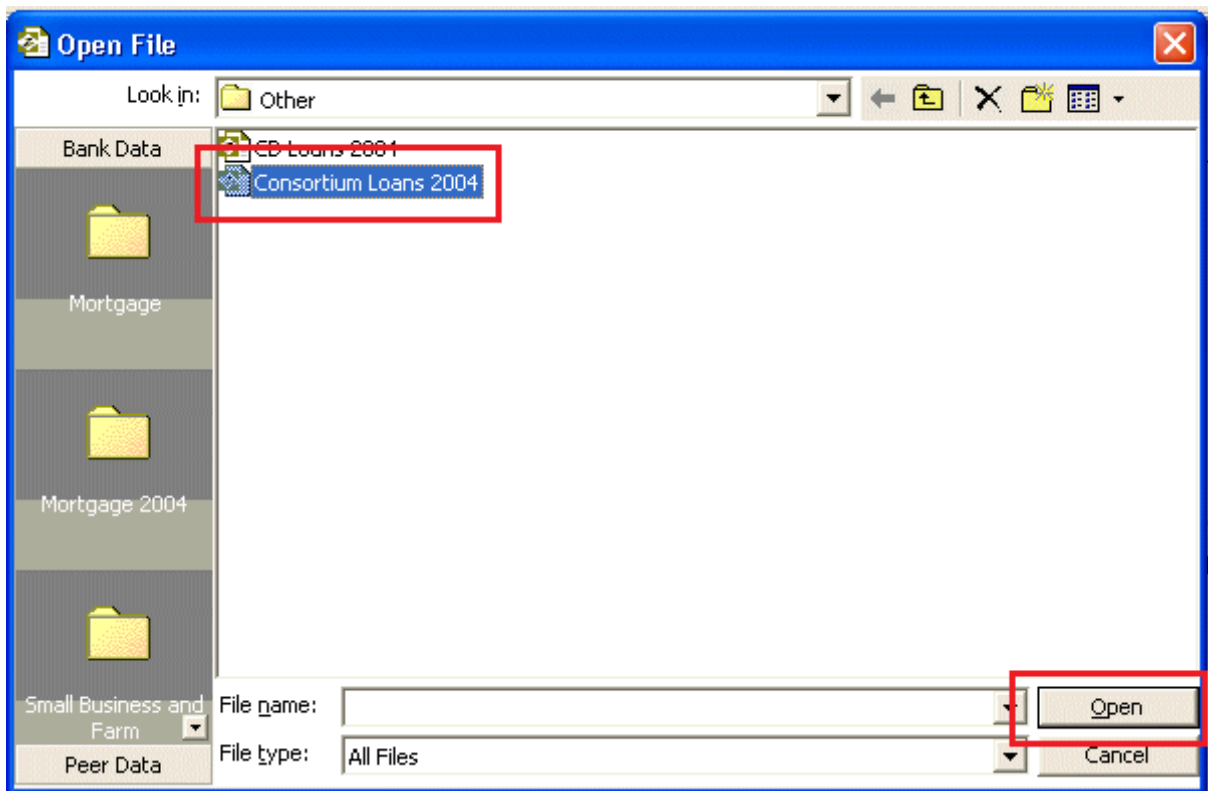 Open File
Look in:
Other
Bank Data
CD Loans 2004
Consortium Loans 2004
Mortgage
Mortgage 2004
Small Business and
Farm
Peer Data
File name:
Open
File type:
All Files
Cancel